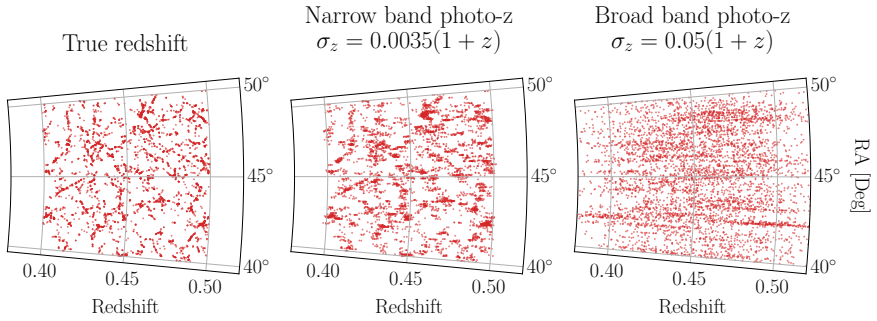 True redshift
Narrow band photo-z
σ_z = 0.0035(1 + z)
Broad band photo-z
σ_z = 0.05(1 + z)
50°
45°
40°
0.40
0.45
0.50
Redshift
50°
45°
40°
0.40
0.45
0.50
Redshift
50°
45°
40°
0.40
0.45
0.50
Redshift
RA [Deg]